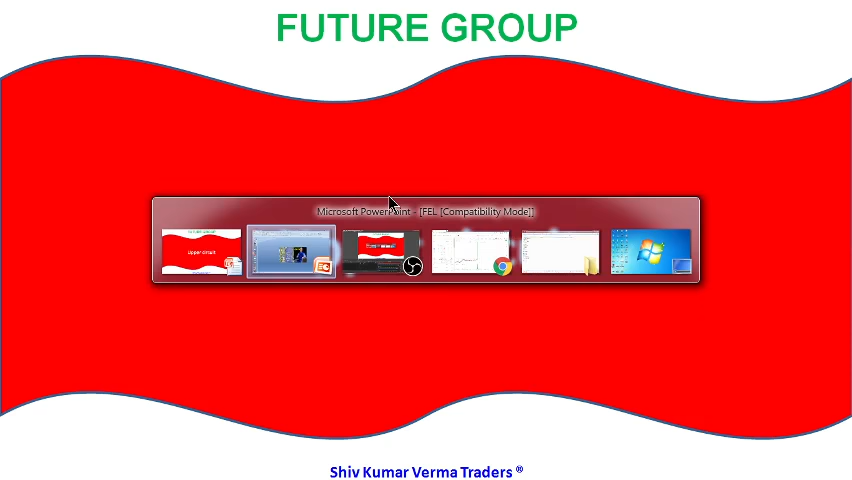 FUTURE GROUP
Microsoft PowerPoint - [FEL [Compatibility Mode]]
Upper circuit
Shiv Kumar Verma Traders ®